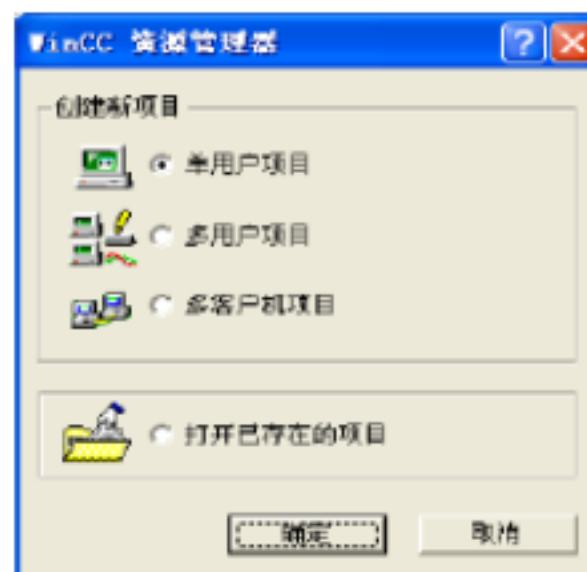 WinCC 资源管理器
创建新项目
单用户项目
多用户项目
多客户机项目
打开已存在的项目
确定
取消